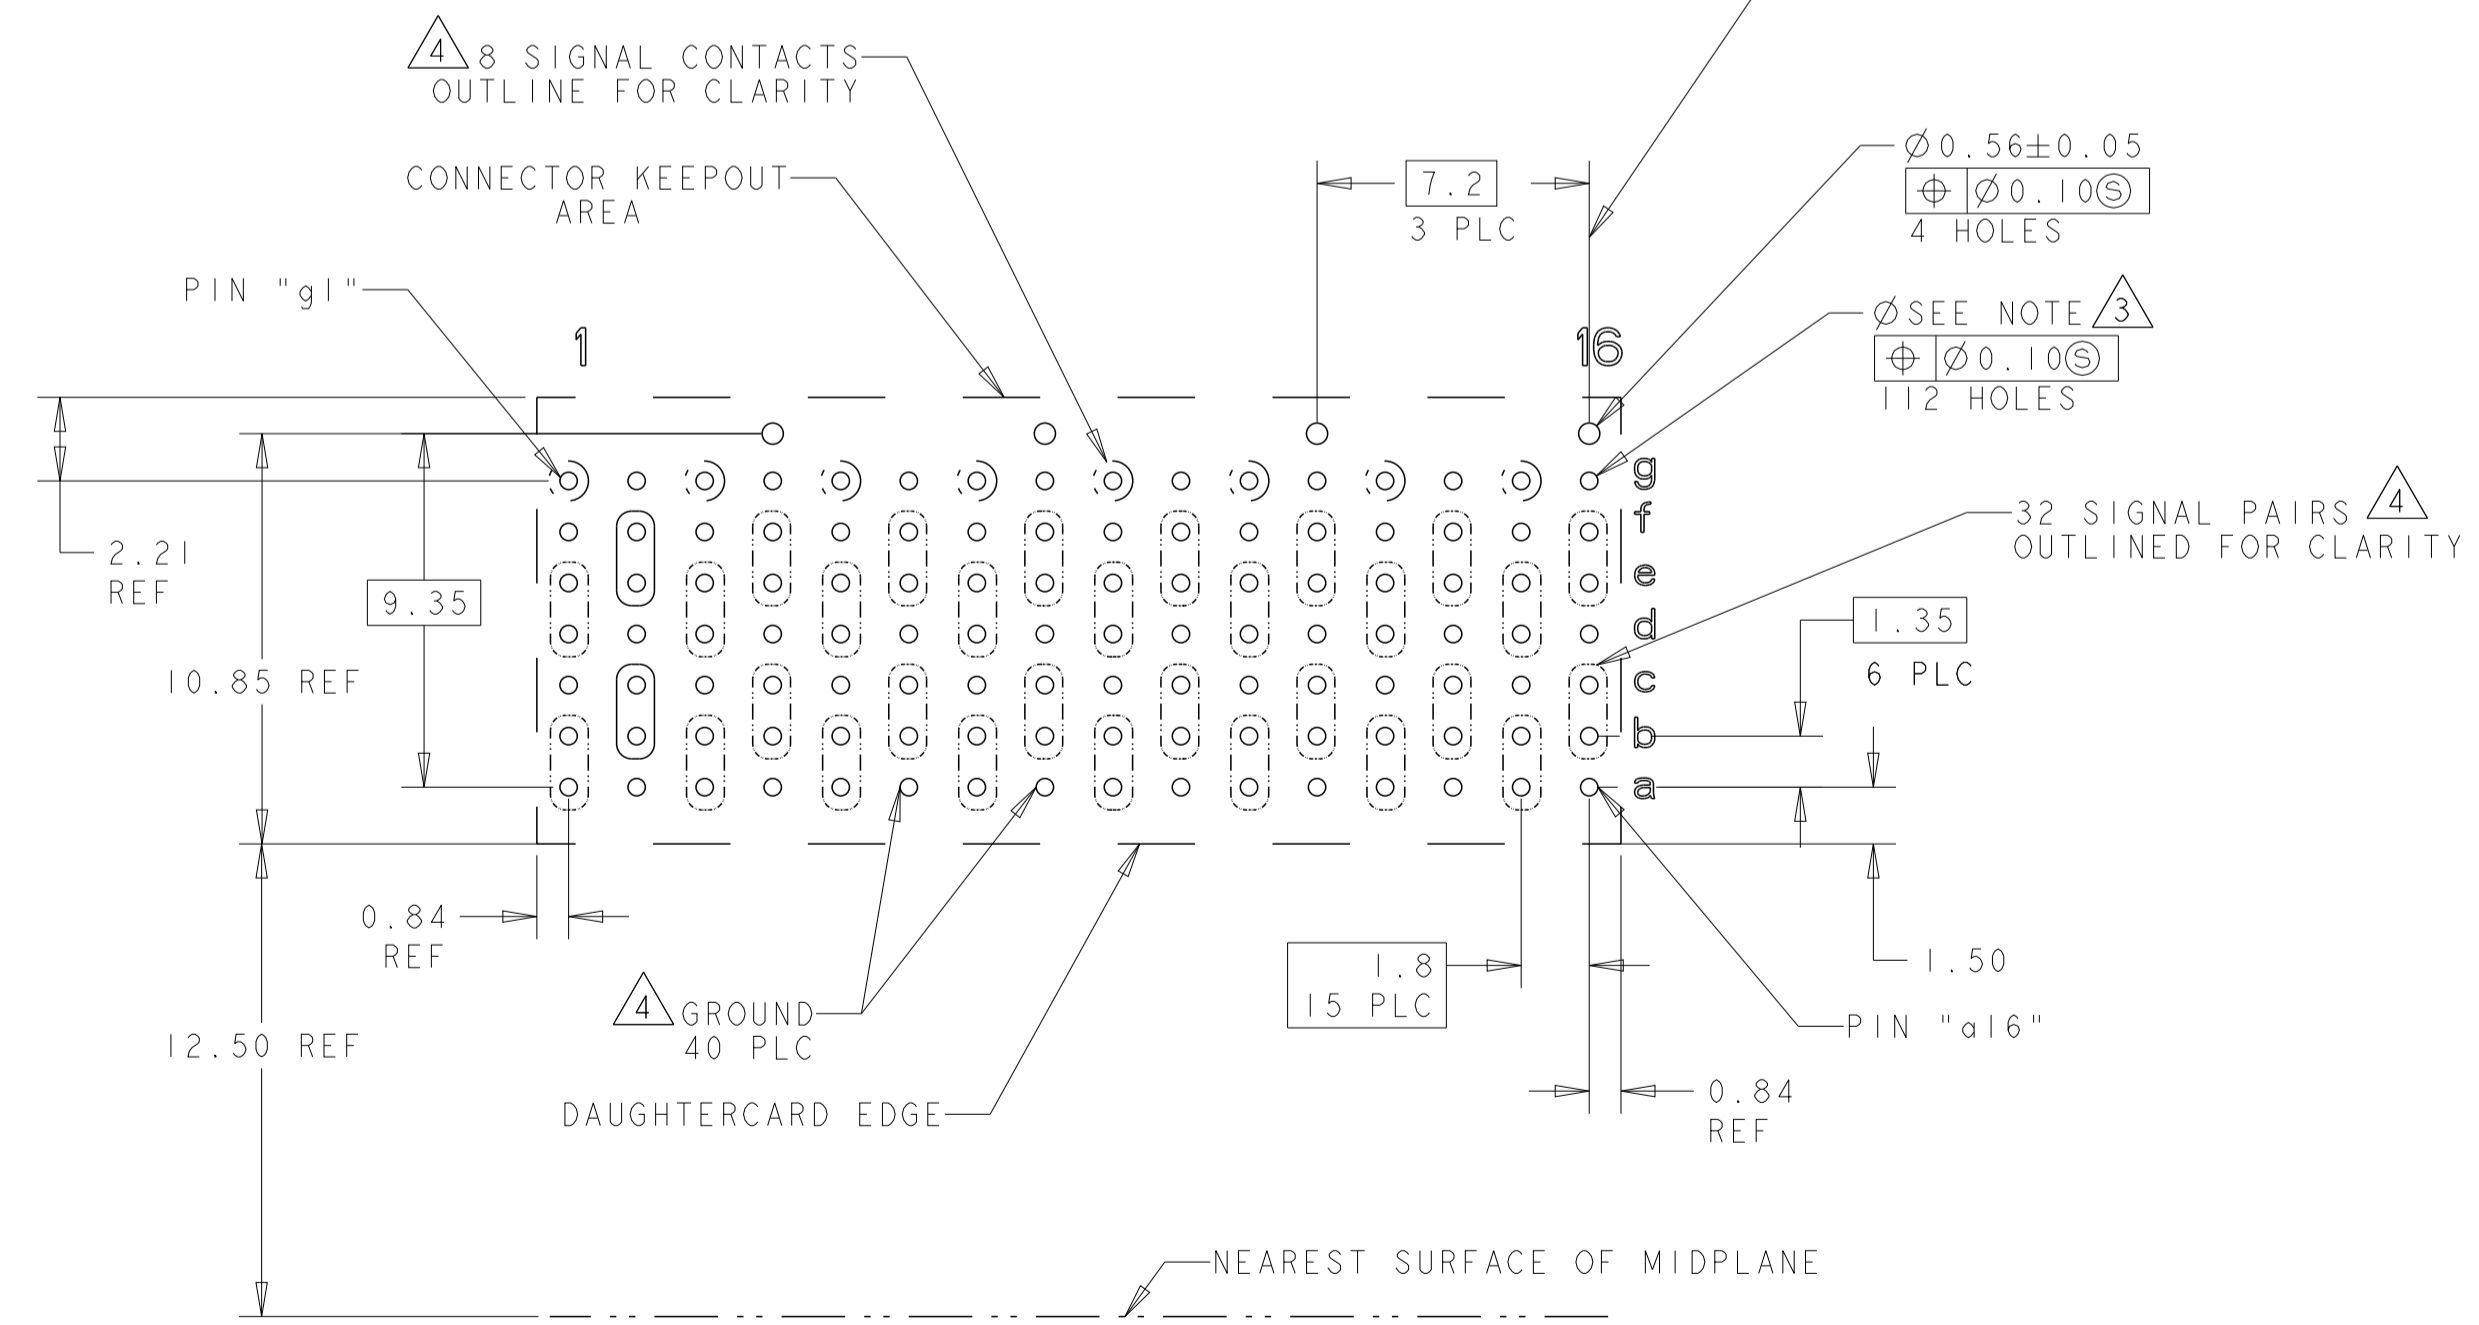 4 8 SIGNAL CONTACTS
OUTLINE FOR CLARITY
CONNECTOR KEEPOUT
AREA
PIN "g1"
7.2
3 PLC
Ø0.56±0.05
⌖ Ø0.10Ⓢ
4 HOLES
ØSEE NOTE 3
⌖ Ø0.10Ⓢ
112 HOLES
1
16
g
f
e
d
c
b
a
32 SIGNAL PAIRS 4
OUTLINED FOR CLARITY
2.21
REF
9.35
10.85 REF
1.35
6 PLC
0.84
REF
1.8
15 PLC
1.50
4 GROUND
40 PLC
PIN "a16"
12.50 REF
DAUGHTERCARD EDGE
0.84
REF
NEAREST SURFACE OF MIDPLANE